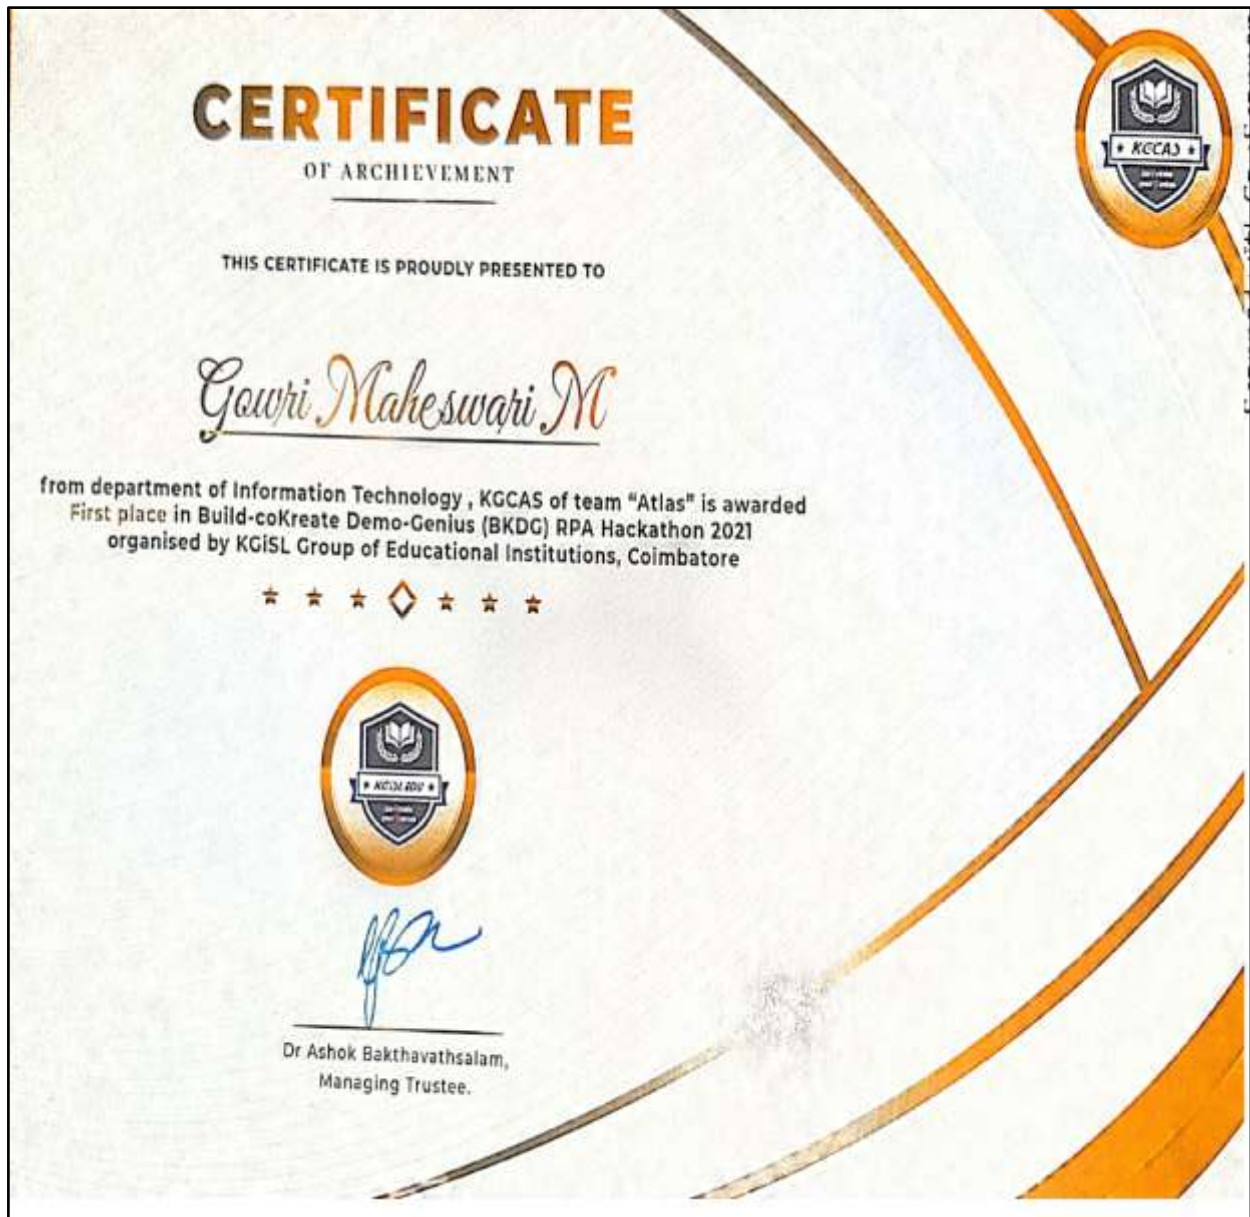 CERTIFICATE
OF ARCHIEVEMENT
THIS CERTIFICATE IS PROUDLY PRESENTED TO
Gowri Maheswari M
from department of Information Technology , KGCAS of team "Atlas" is awarded
First place in Build-coKreate Demo-Genius (BKDG) RPA Hackathon 2021
organised by KGiSL Group of Educational Institutions, Coimbatore
KGCAS
KGiSL EDU
Dr Ashok Bakthavathsalam,
Managing Trustee.